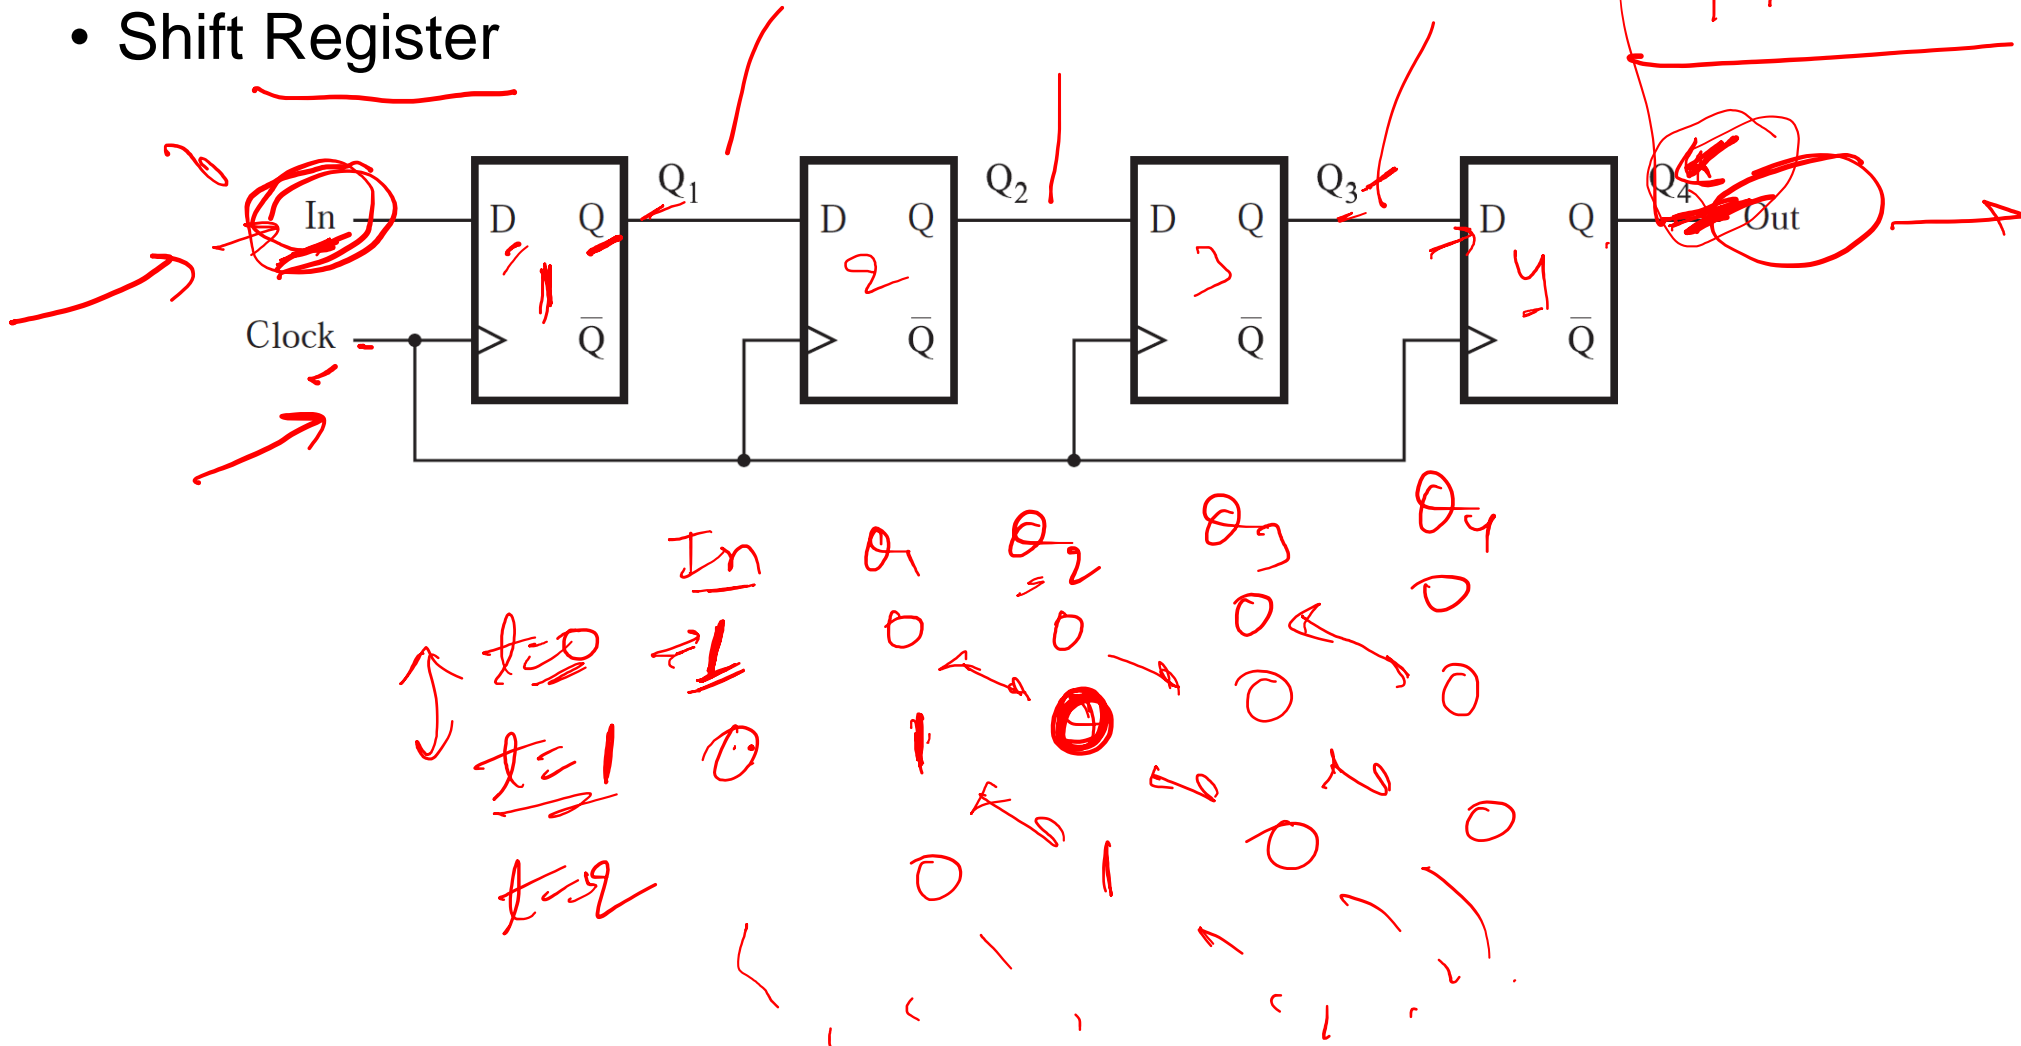 • Shift Register
In D Q Q₁ D Q Q₂ D Q Q₃ D Q Q₄ Out
1 2 3 4
Clock Q̅ Q̅ Q̅ Q̅
In Q1 Q2 Q3 Q4
t=0 1 0 0 0 0
t=1 0 1 0 0 0
t=2 0 1 0 0